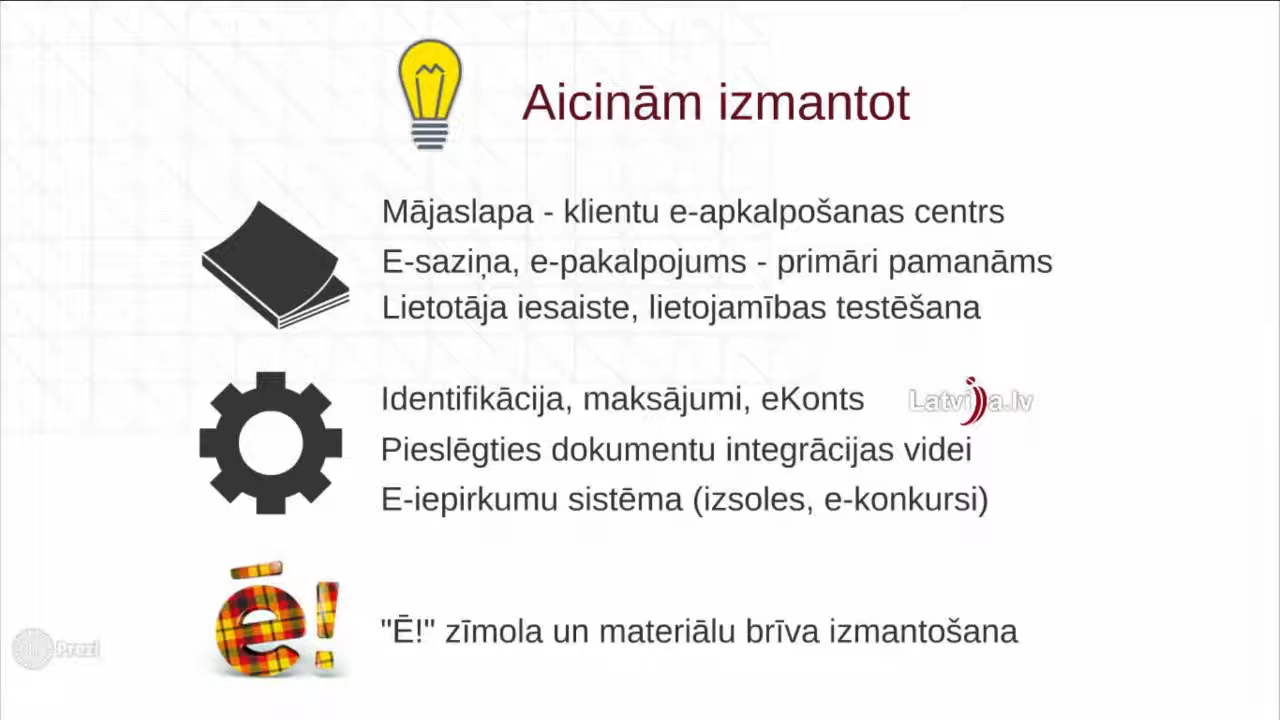 Aicinām izmantot
Mājaslapa - klientu e-apkalpošanas centrs
E-saziņa, e-pakalpojums - primāri pamanāms
Lietotāja iesaiste, lietojamības testēšana
Identifikācija, maksājumi, eKonts
Latvija.lv
Pieslēgties dokumentu integrācijas videi
E-iepirkumu sistēma (izsoles, e-konkursi)
ē!
"Ē!" zīmola un materiālu brīva izmantošana
Prezi